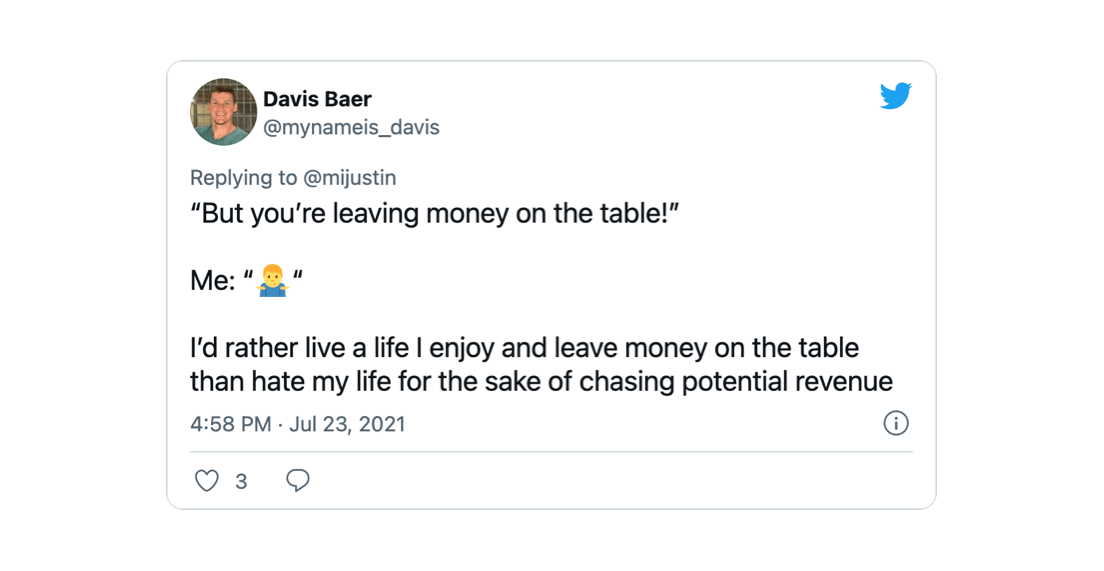 Davis Baer
@mynameis_davis
Replying to @mijustin
“But you’re leaving money on the table!”
Me: “🤷‍♂️“
I’d rather live a life I enjoy and leave money on the table
than hate my life for the sake of chasing potential revenue
4:58 PM · Jul 23, 2021
3